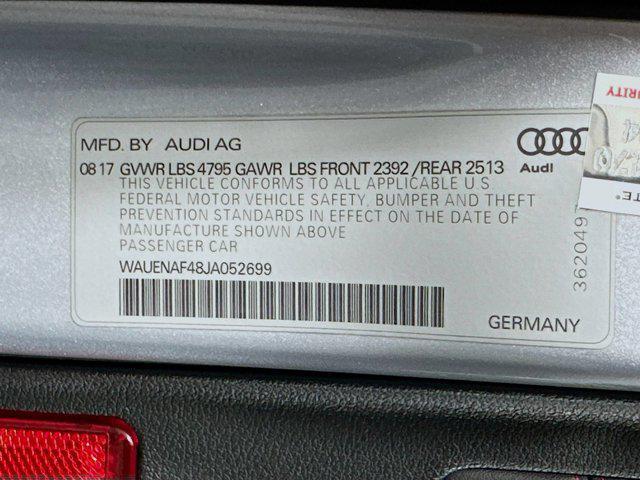 MFD. BY AUDI AG
08 17 GVWR LBS 4795 GAWR LBS FRONT 2392 / REAR 2513
Audi
THIS VEHICLE CONFORMS TO ALL APPLICABLE U.S.
FEDERAL MOTOR VEHICLE SAFETY, BUMPER AND THEFT
PREVENTION STANDARDS IN EFFECT ON THE DATE OF
MANUFACTURE SHOWN ABOVE
PASSENGER CAR
WAUENAF48JA052699
GERMANY